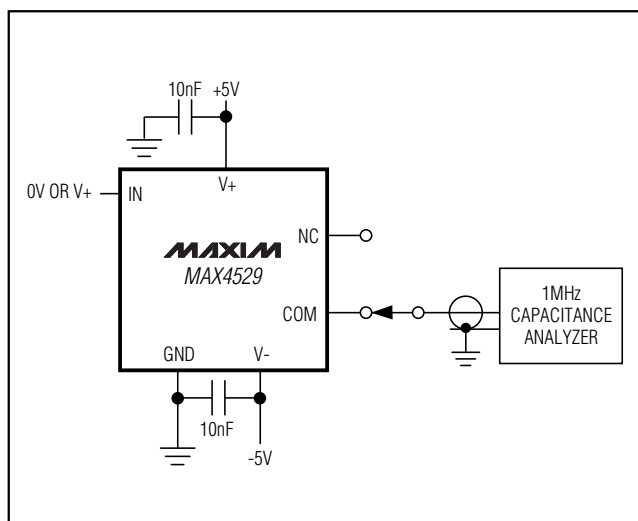 10nF +5V
V+
0V OR V+ IN
NC
MAXIM
MAX4529
1MHz
CAPACITANCE
ANALYZER
COM
GND V-
10nF
-5V